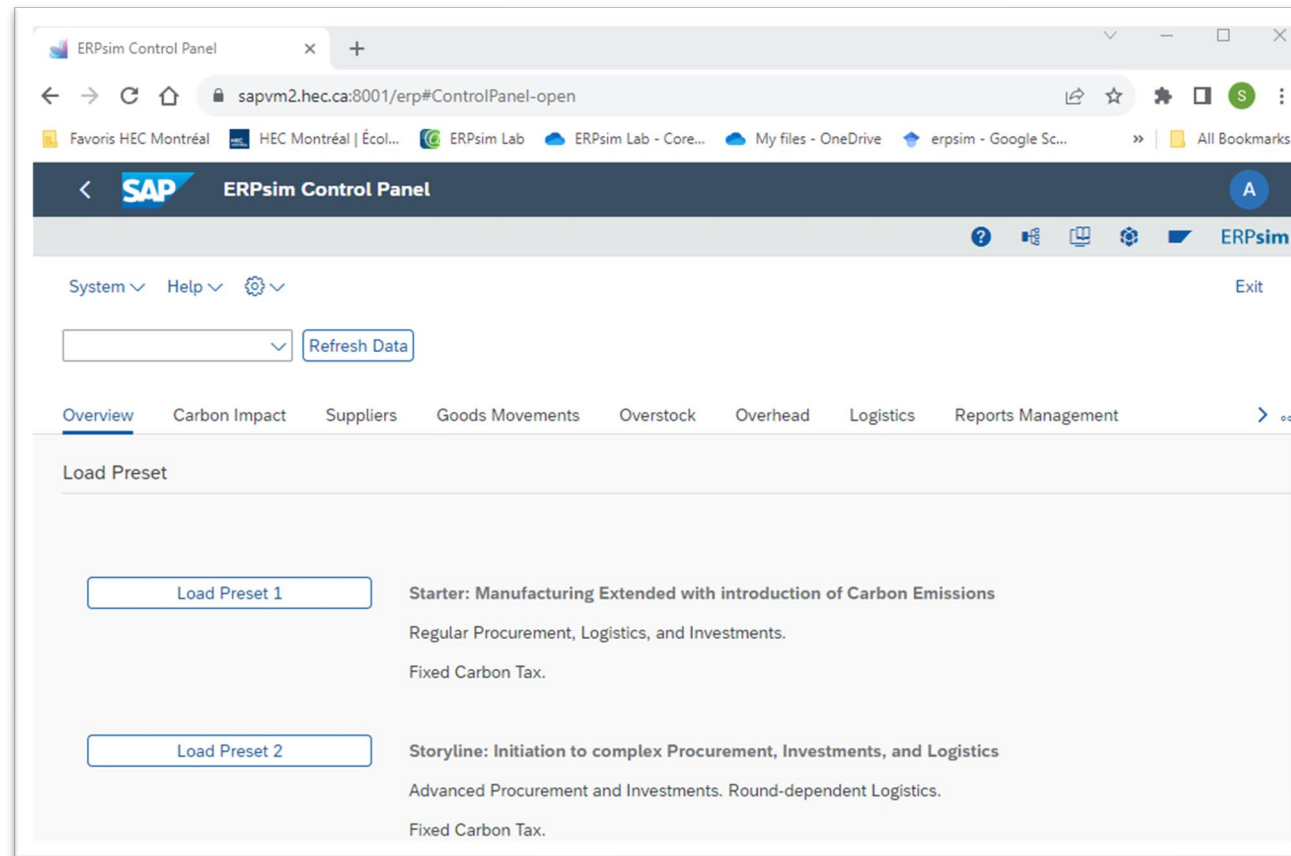 ERPsim Control Panel
sapvm2.hec.ca:8001/erp#ControlPanel-open
S
Favoris HEC Montréal HEC Montréal | Écol... ERPsim Lab ERPsim Lab - Core... My files - OneDrive erpsim - Google Sc... » All Bookmarks
SAP ERPsim Control Panel A
ERPsim
System Help Exit
Refresh Data
Overview Carbon Impact Suppliers Goods Movements Overstock Overhead Logistics Reports Management
Load Preset
Load Preset 1 Starter: Manufacturing Extended with introduction of Carbon Emissions
Regular Procurement, Logistics, and Investments.
Fixed Carbon Tax.
Load Preset 2 Storyline: Initiation to complex Procurement, Investments, and Logistics
Advanced Procurement and Investments. Round-dependent Logistics.
Fixed Carbon Tax.